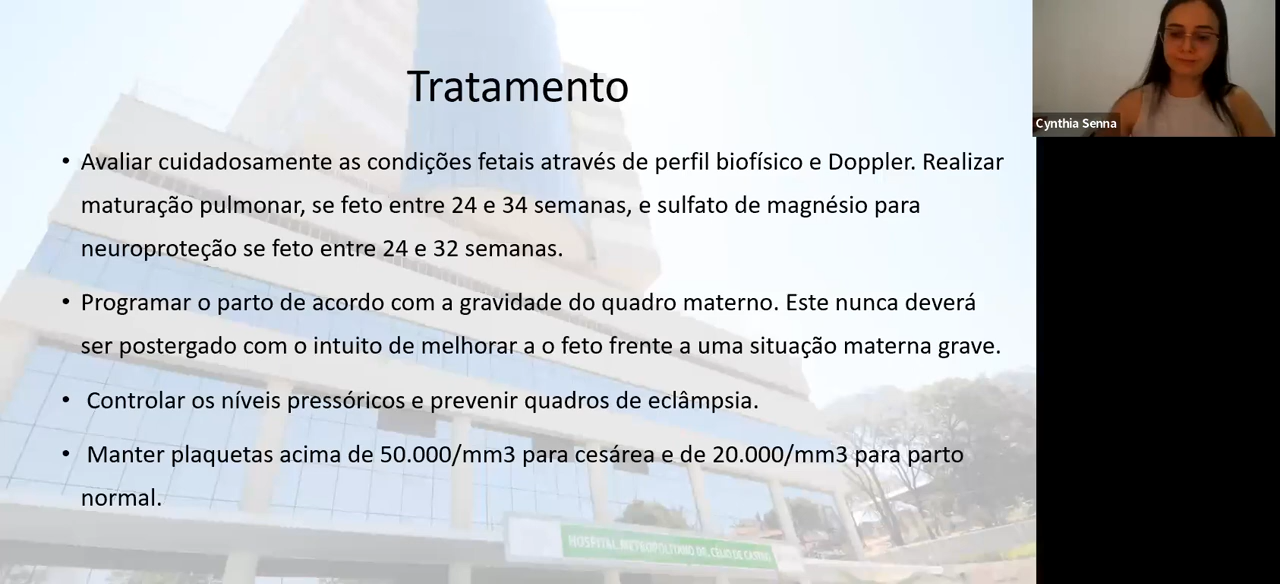 Tratamento
• Avaliar cuidadosamente as condições fetais através de perfil biofísico e Doppler. Realizar
maturação pulmonar, se feto entre 24 e 34 semanas, e sulfato de magnésio para
neuroproteção se feto entre 24 e 32 semanas.
• Programar o parto de acordo com a gravidade do quadro materno. Este nunca deverá
ser postergado com o intuito de melhorar a o feto frente a uma situação materna grave.
• Controlar os níveis pressóricos e prevenir quadros de eclâmpsia.
• Manter plaquetas acima de 50.000/mm3 para cesárea e de 20.000/mm3 para parto
normal.
HOSPITAL METROPOLITANO DR. CÉLIO DE CASTRO
Cynthia Senna